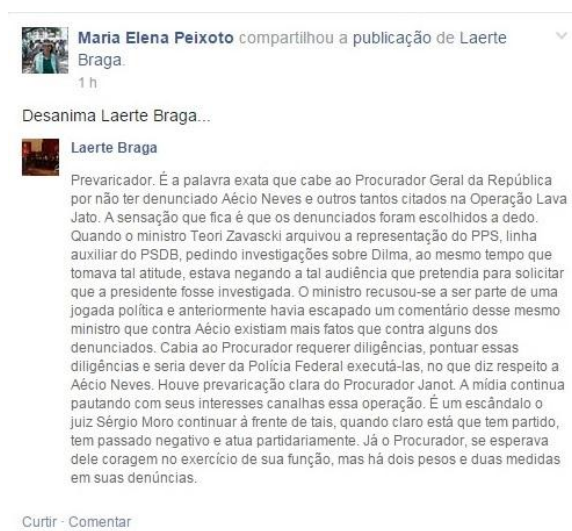 Maria Elena Peixoto compartilhou a publicação de Laerte
Braga.
1 h
Desanima Laerte Braga...
Laerte Braga
Prevaricador. É a palavra exata que cabe ao Procurador Geral da República
por não ter denunciado Aécio Neves e outros tantos citados na Operação Lava
Jato. A sensação que fica é que os denunciados foram escolhidos a dedo.
Quando o ministro Teori Zavascki arquivou a representação do PPS, linha
auxiliar do PSDB, pedindo investigações sobre Dilma, ao mesmo tempo que
tomava tal atitude, estava negando a tal audiência que pretendia para solicitar
que a presidente fosse investigada. O ministro recusou-se a ser parte de uma
jogada política e anteriormente havia escapado um comentário desse mesmo
ministro que contra Aécio existiam mais fatos que contra alguns dos
denunciados. Cabia ao Procurador requerer diligências, pontuar essas
diligências e seria dever da Polícia Federal executá-las, no que diz respeito a
Aécio Neves. Houve prevaricação clara do Procurador Janot. A mídia continua
pautando com seus interesses canalhas essa operação. É um escândalo o
juiz Sérgio Moro continuar á frente de tais, quando claro está que tem partido,
tem passado negativo e atua partidariamente. Já o Procurador, se esperava
dele coragem no exercício de sua função, mas há dois pesos e duas medidas
em suas denúncias.
Curtir · Comentar